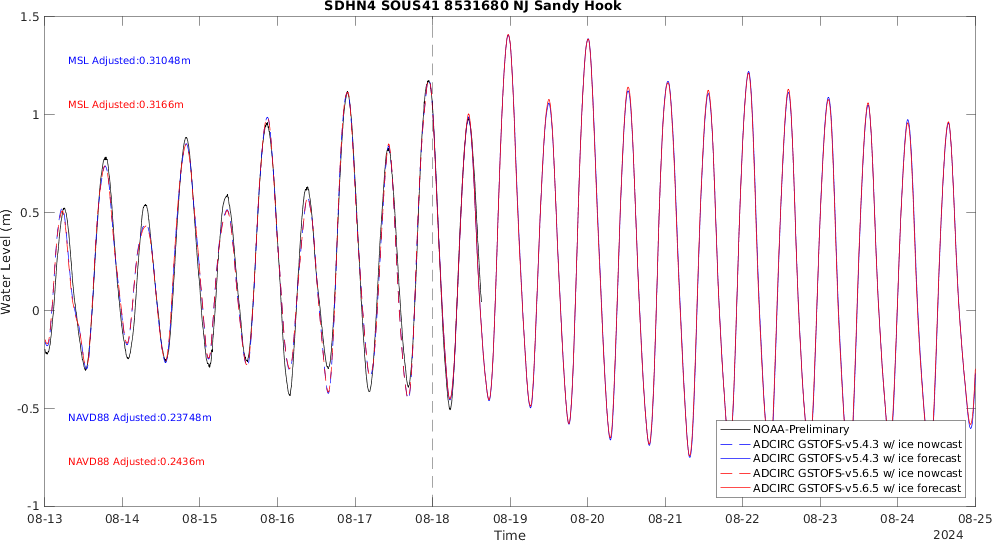 SDHN4 SOUS41 8531680 NJ Sandy Hook
1.5
MSL Adjusted:0.31048m
MSL Adjusted:0.3166m
1
0.5
Water Level (m)
0
-0.5
NAVD88 Adjusted:0.23748m
NAVD88 Adjusted:0.2436m
NOAA-Preliminary
ADCIRC GSTOFS-v5.4.3 w/ ice nowcast
ADCIRC GSTOFS-v5.4.3 w/ ice forecast
ADCIRC GSTOFS-v5.6.5 w/ ice nowcast
ADCIRC GSTOFS-v5.6.5 w/ ice forecast
-1
08-13 08-14 08-15 08-16 08-17 08-18 08-19 08-20 08-21 08-22 08-23 08-24 08-25
Time
2024